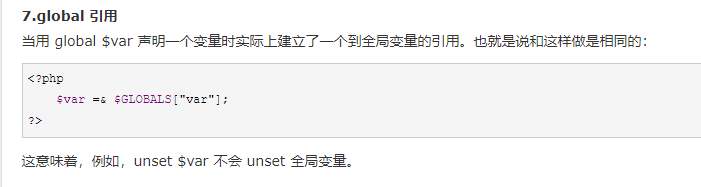 7.global 引用
当用 global $var 声明一个变量时实际上建立了一个到全局变量的引用。也就是说和这样做是相同的：
<?php
$var =& $GLOBALS["var"];
?>
这意味着，例如，unset $var 不会 unset 全局变量。